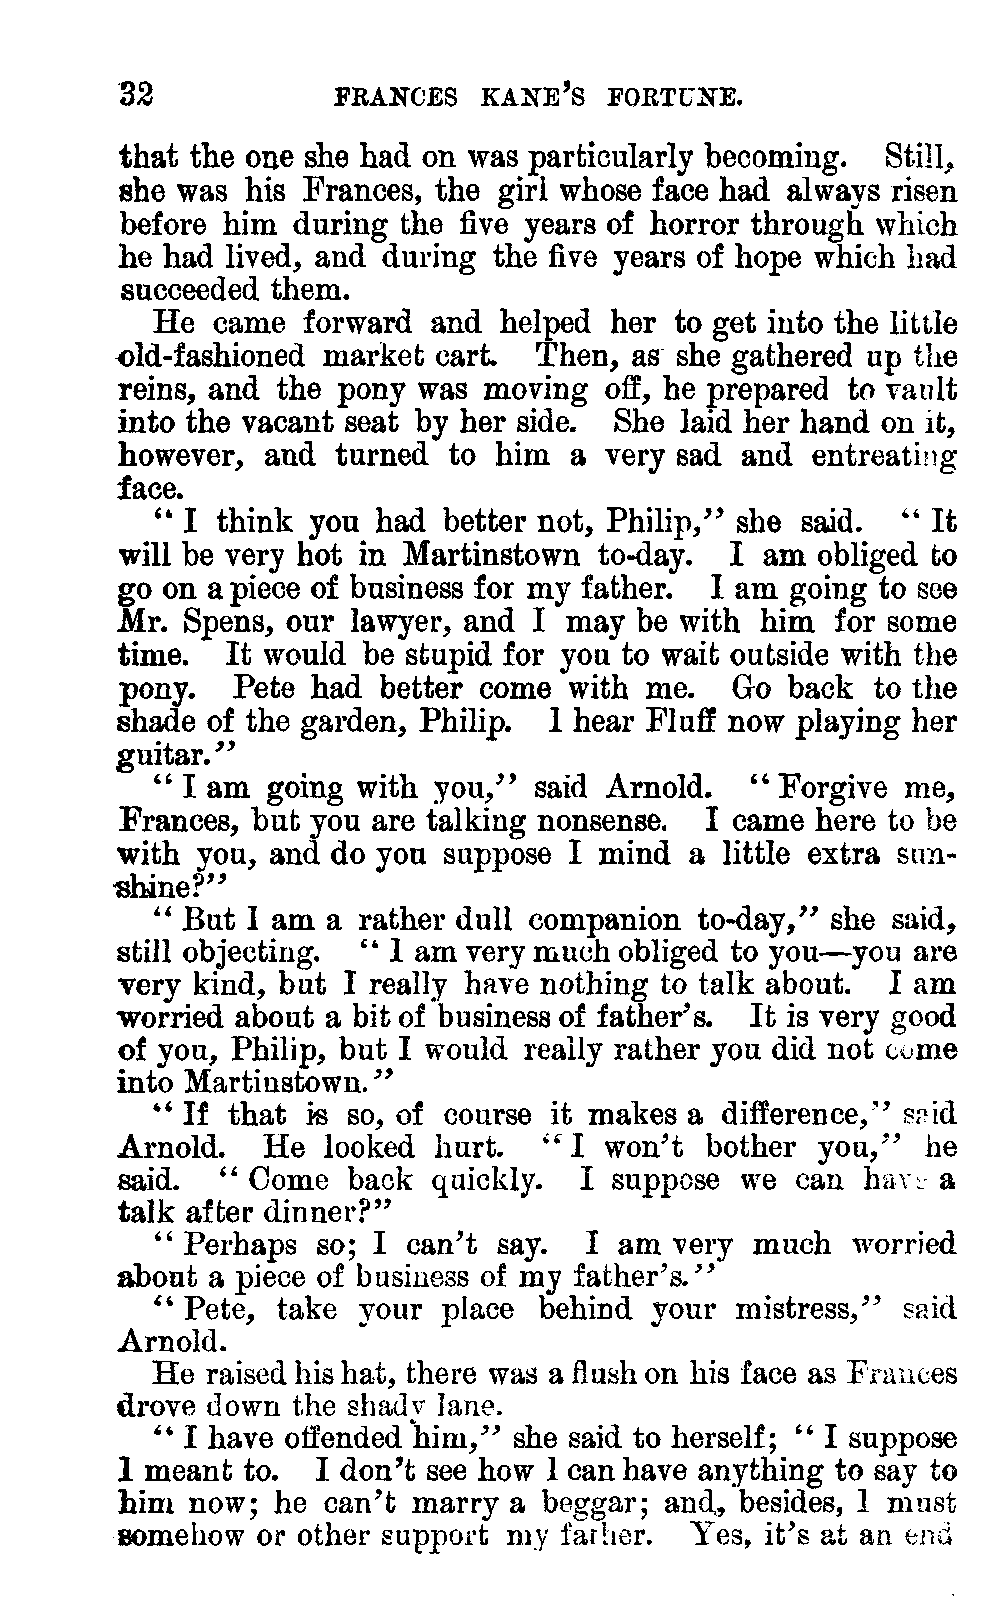 32 FRANCES KANE'S FORTUNE.
that the one she had on was particularly becoming. Still,
she was his Frances, the girl whose face had always risen
before him during the five years of horror through which
he had lived, and during the five years of hope which had
succeeded them.
He came forward and helped her to get into the little
old-fashioned market cart. Then, as she gathered up the
reins, and the pony was moving off, he prepared to vault
into the vacant seat by her side. She laid her hand on it,
however, and turned to him a very sad and entreating
face.
"I think you had better not, Philip," she said. "It
will be very hot in Martinstown to-day. I am obliged to
go on a piece of business for my father. I am going to see
Mr. Spens, our lawyer, and I may be with him for some
time. It would be stupid for you to wait outside with the
pony. Pete had better come with me. Go back to the
shade of the garden, Philip. I hear Fluff now playing her
guitar."
"I am going with you," said Arnold. "Forgive me,
Frances, but you are talking nonsense. I came here to be
with you, and do you suppose I mind a little extra sun-
shine?"
"But I am a rather dull companion to-day," she said,
still objecting. "I am very much obliged to you—you are
very kind, but I really have nothing to talk about. I am
worried about a bit of business of father's. It is very good
of you, Philip, but I would really rather you did not come
into Martinstown."
"If that is so, of course it makes a difference," said
Arnold. He looked hurt. "I won't bother you," he
said. "Come back quickly. I suppose we can have a
talk after dinner?"
"Perhaps so; I can't say. I am very much worried
about a piece of business of my father's."
"Pete, take your place behind your mistress," said
Arnold.
He raised his hat, there was a flush on his face as Frances
drove down the shady lane.
"I have offended him," she said to herself; "I suppose
I meant to. I don't see how I can have anything to say to
him now; he can't marry a beggar; and, besides, I must
somehow or other support my father. Yes, it's at an end